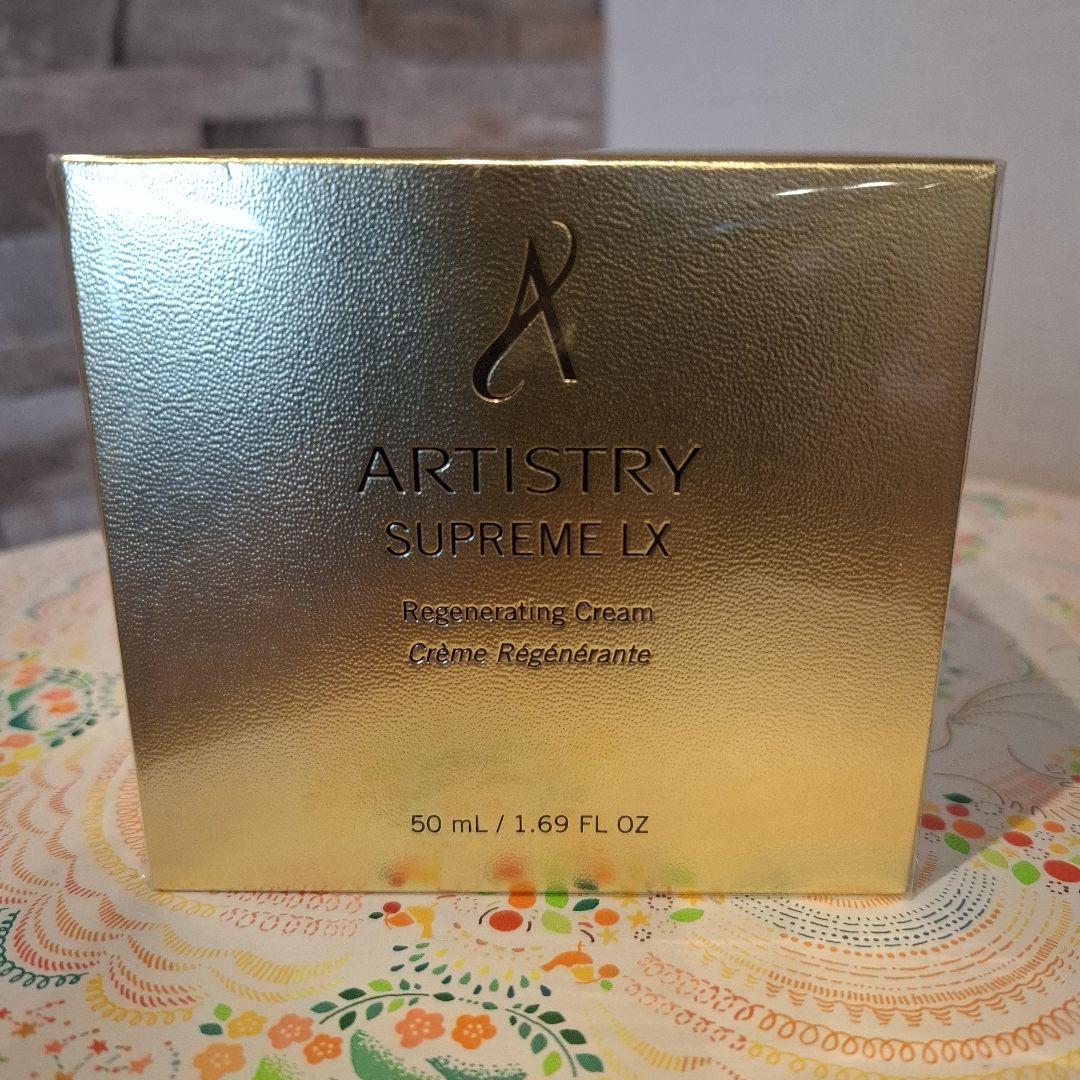 ARTISTRY
SUPREME LX
Regenerating Cream
Crème Régénérante
50 mL / 1.69 FL OZ